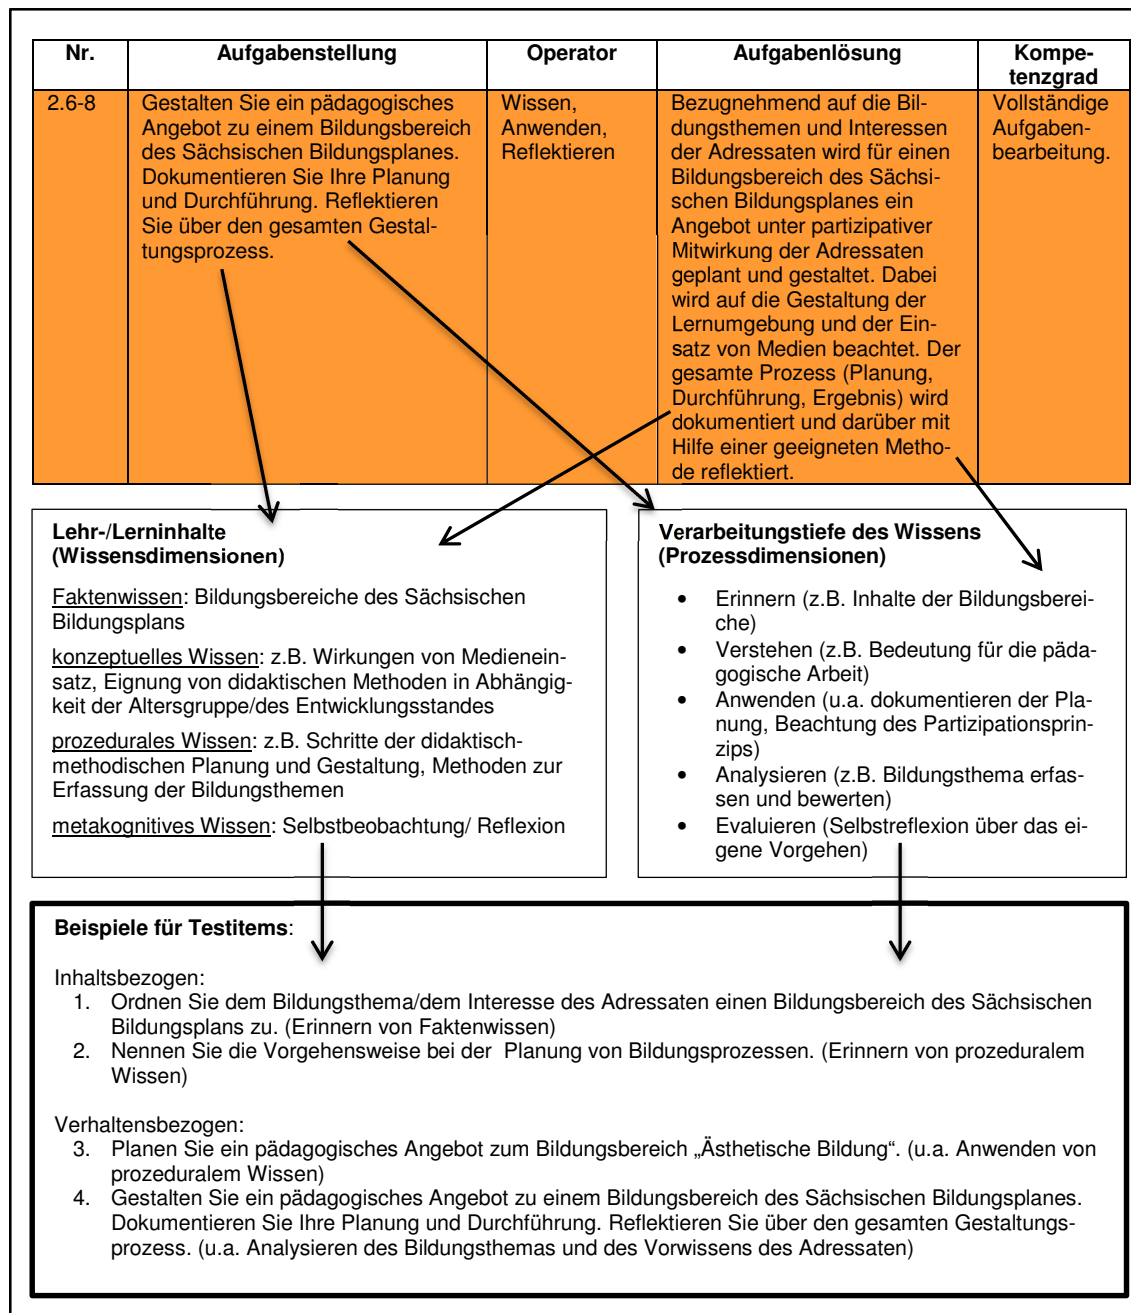 Nr.
Aufgabenstellung
Operator
Aufgabenlösung
Kompe-
tenzgrad
2.6-8
Gestalten Sie ein pädagogisches
Angebot zu einem Bildungsbereich
des Sächsischen Bildungsplanes.
Dokumentieren Sie Ihre Planung
und Durchführung. Reflektieren
Sie über den gesamten Gestal-
tungsprozess.
Wissen,
Anwenden,
Reflektieren
Bezugnehmend auf die Bil-
dungsthemen und Interessen
der Adressaten wird für einen
Bildungsbereich des Sächsi-
schen Bildungsplanes ein
Angebot unter partizipativer
Mitwirkung der Adressaten
geplant und gestaltet. Dabei
wird auf die Gestaltung der
Lernumgebung und der Ein-
satz von Medien beachtet. Der
gesamte Prozess (Planung,
Durchführung, Ergebnis) wird
dokumentiert und darüber mit
Hilfe einer geeigneten Metho-
de reflektiert.
Vollständige
Aufgaben-
bearbeitung.
Lehr-/Lerninhalte
(Wissensdimensionen)
Faktenwissen: Bildungsbereiche des Sächsischen
Bildungsplans
konzeptuelles Wissen: z.B. Wirkungen von Medienein-
satz, Eignung von didaktischen Methoden in Abhängig-
keit der Altersgruppe/des Entwicklungsstandes
prozedurales Wissen: z.B. Schritte der didaktisch-
methodischen Planung und Gestaltung, Methoden zur
Erfassung der Bildungsthemen
metakognitives Wissen: Selbstbeobachtung/ Reflexion
Verarbeitungstiefe des Wissens
(Prozessdimensionen)
• Erinnern (z.B. Inhalte der Bildungsberei-
che)
• Verstehen (z.B. Bedeutung für die päda-
gogische Arbeit)
• Anwenden (u.a. dokumentieren der Pla-
nung, Beachtung des Partizipationsprin-
zips)
• Analysieren (z.B. Bildungsthema erfas-
sen und bewerten)
• Evaluieren (Selbstreflexion über das ei-
gene Vorgehen)
Beispiele für Testitems:
Inhaltsbezogen:
1. Ordnen Sie dem Bildungsthema/dem Interesse des Adressaten einen Bildungsbereich des Sächsischen
Bildungsplans zu. (Erinnern von Faktenwissen)
2. Nennen Sie die Vorgehensweise bei der Planung von Bildungsprozessen. (Erinnern von prozeduralem
Wissen)
Verhaltensbezogen:
3. Planen Sie ein pädagogisches Angebot zum Bildungsbereich „Ästhetische Bildung“. (u.a. Anwenden von
prozeduralem Wissen)
4. Gestalten Sie ein pädagogisches Angebot zu einem Bildungsbereich des Sächsischen Bildungsplanes.
Dokumentieren Sie Ihre Planung und Durchführung. Reflektieren Sie über den gesamten Gestaltungs-
prozess. (u.a. Analysieren des Bildungsthemas und des Vorwissens des Adressaten)